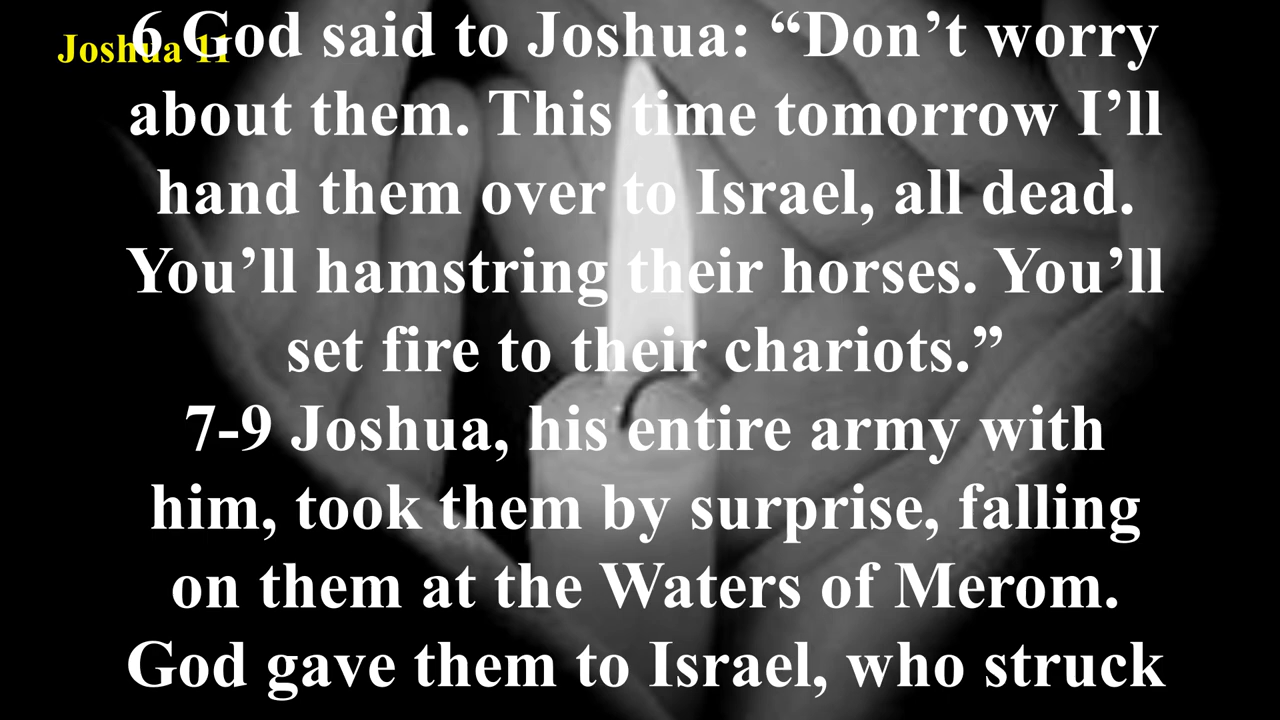 Joshua 11
6 God said to Joshua: “Don’t worry
about them. This time tomorrow I’ll
hand them over to Israel, all dead.
You’ll hamstring their horses. You’ll
set fire to their chariots.”
7-9 Joshua, his entire army with
him, took them by surprise, falling
on them at the Waters of Merom.
God gave them to Israel, who struck